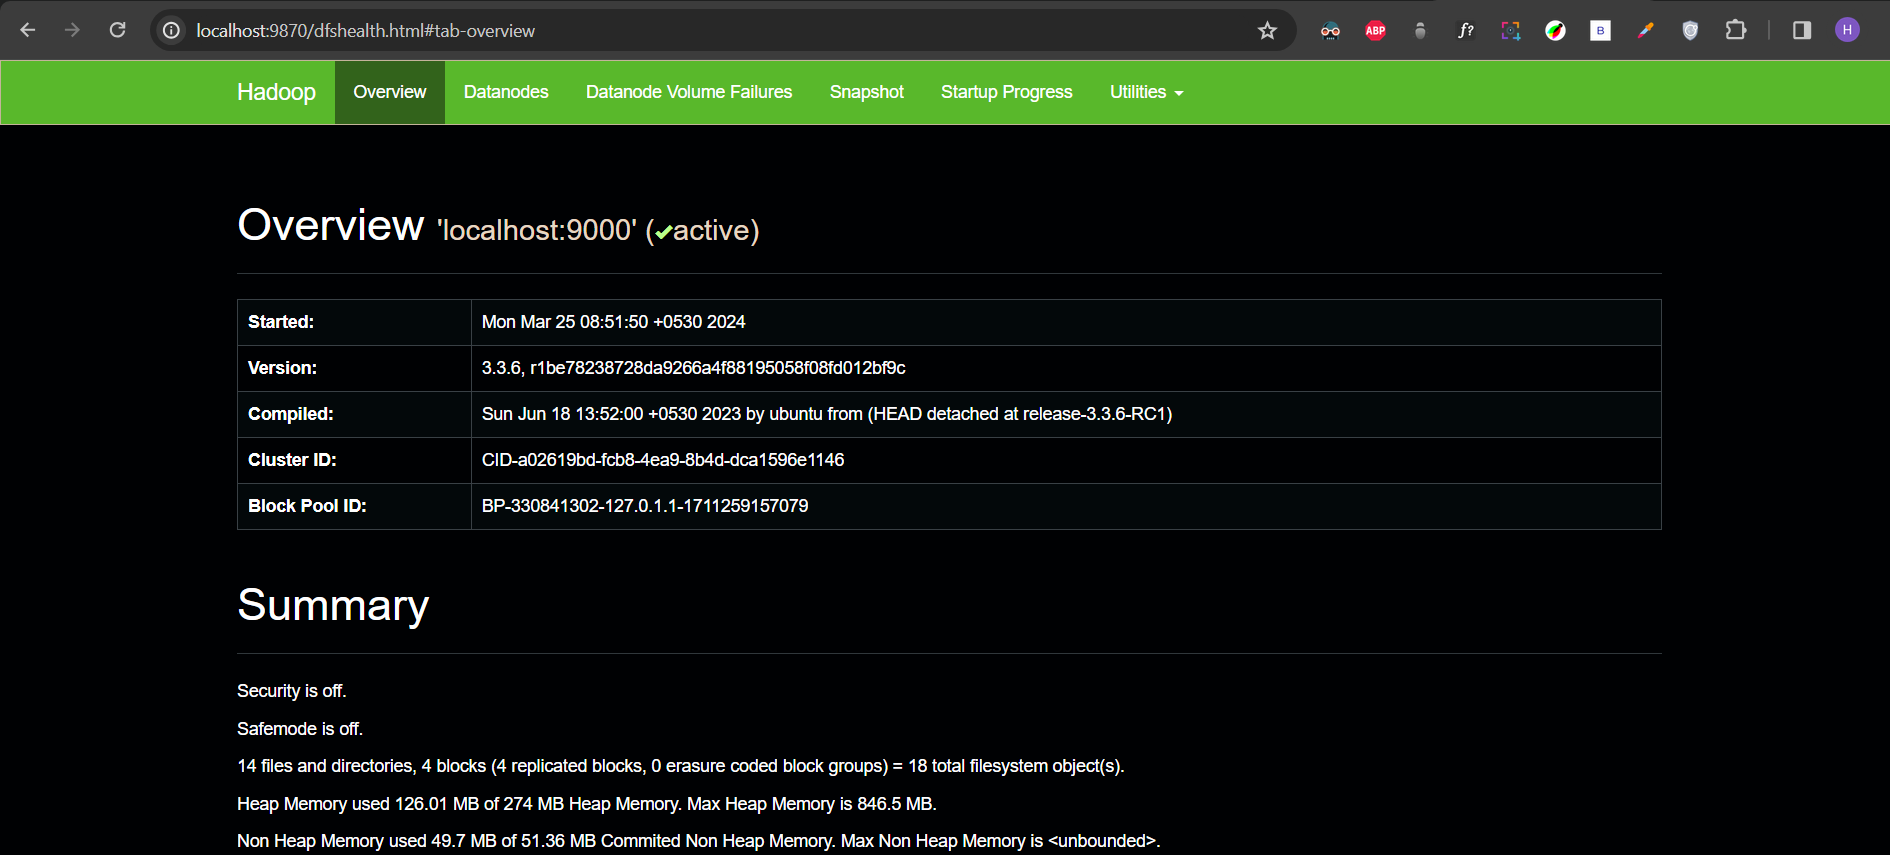 localhost:9870/dfshealth.html#tab-overview
ABP
f?
B
H
Hadoop Overview Datanodes Datanode Volume Failures Snapshot Startup Progress Utilities
Overview 'localhost:9000' (✔active)
Started: Mon Mar 25 08:51:50 +0530 2024
Version: 3.3.6, r1be78238728da9266a4f88195058f08fd012bf9c
Compiled: Sun Jun 18 13:52:00 +0530 2023 by ubuntu from (HEAD detached at release-3.3.6-RC1)
Cluster ID: CID-a02619bd-fcb8-4ea9-8b4d-dca1596e1146
Block Pool ID: BP-330841302-127.0.1.1-1711259157079
Summary
Security is off.
Safemode is off.
14 files and directories, 4 blocks (4 replicated blocks, 0 erasure coded block groups) = 18 total filesystem object(s).
Heap Memory used 126.01 MB of 274 MB Heap Memory. Max Heap Memory is 846.5 MB.
Non Heap Memory used 49.7 MB of 51.36 MB Commited Non Heap Memory. Max Non Heap Memory is <unbounded>.